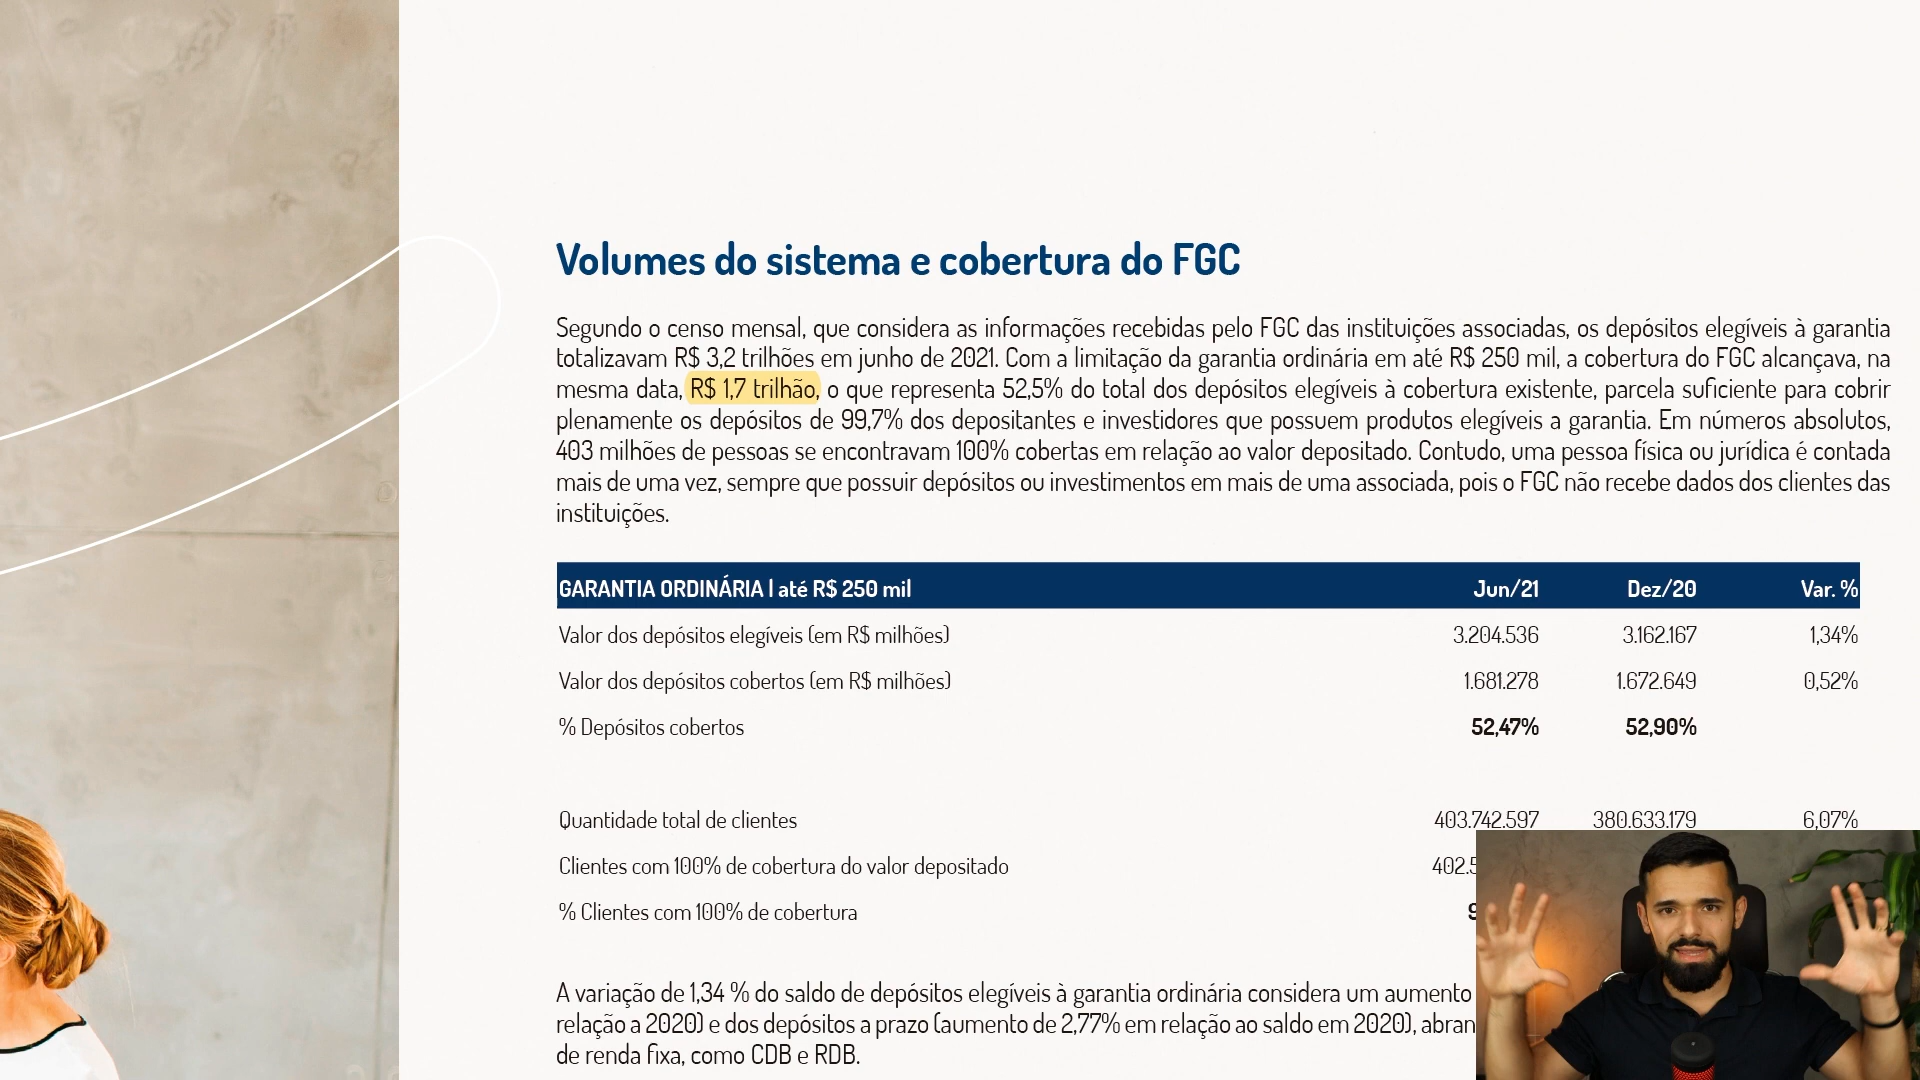 Volumes do sistema e cobertura do FGC
Segundo o censo mensal, que considera as informações recebidas pelo FGC das instituições associadas, os depósitos elegíveis à garantia
totalizavam R$ 3,2 trilhões em junho de 2021. Com a limitação da garantia ordinária em até R$ 250 mil, a cobertura do FGC alcançava, na
mesma data, R$ 1,7 trilhão, o que representa 52,5% do total dos depósitos elegíveis à cobertura existente, parcela suficiente para cobrir
plenamente os depósitos de 99,7% dos depositantes e investidores que possuem produtos elegíveis a garantia. Em números absolutos,
403 milhões de pessoas se encontravam 100% cobertas em relação ao valor depositado. Contudo, uma pessoa física ou jurídica é contada
mais de uma vez, sempre que possuir depósitos ou investimentos em mais de uma associada, pois o FGC não recebe dados dos clientes das
instituições.
GARANTIA ORDINÁRIA | até R$ 250 mil Jun/21 Dez/20 Var. %
Valor dos depósitos elegíveis (em R$ milhões) 3.204.536 3.162.167 1,34%
Valor dos depósitos cobertos (em R$ milhões) 1.681.278 1.672.649 0,52%
% Depósitos cobertos 52,47% 52,90%
Quantidade total de clientes 403.742.597 380.633.179 6,07%
Clientes com 100% de cobertura do valor depositado 402.5
% Clientes com 100% de cobertura 9
A variação de 1,34 % do saldo de depósitos elegíveis à garantia ordinária considera um aumento
relação a 2020) e dos depósitos a prazo (aumento de 2,77% em relação ao saldo em 2020), abran
de renda fixa, como CDB e RDB.